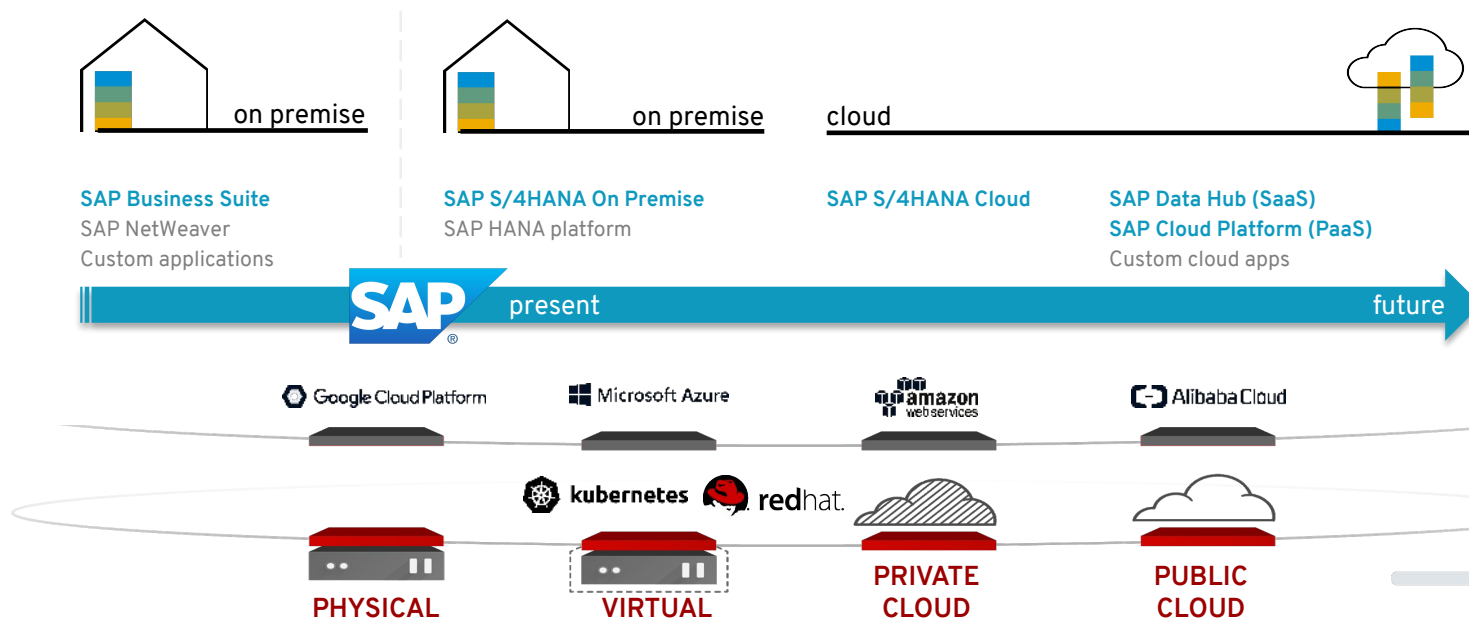 on premise
on premise
cloud
SAP Business Suite
SAP NetWeaver
Custom applications
SAP S/4HANA On Premise
SAP HANA platform
SAP S/4HANA Cloud
SAP Data Hub (SaaS)
SAP Cloud Platform (PaaS)
Custom cloud apps
SAP
®
present
future
Google Cloud Platform
Microsoft Azure
amazon
web services
Alibaba Cloud
kubernetes
redhat.
PHYSICAL
VIRTUAL
PRIVATE
CLOUD
PUBLIC
CLOUD